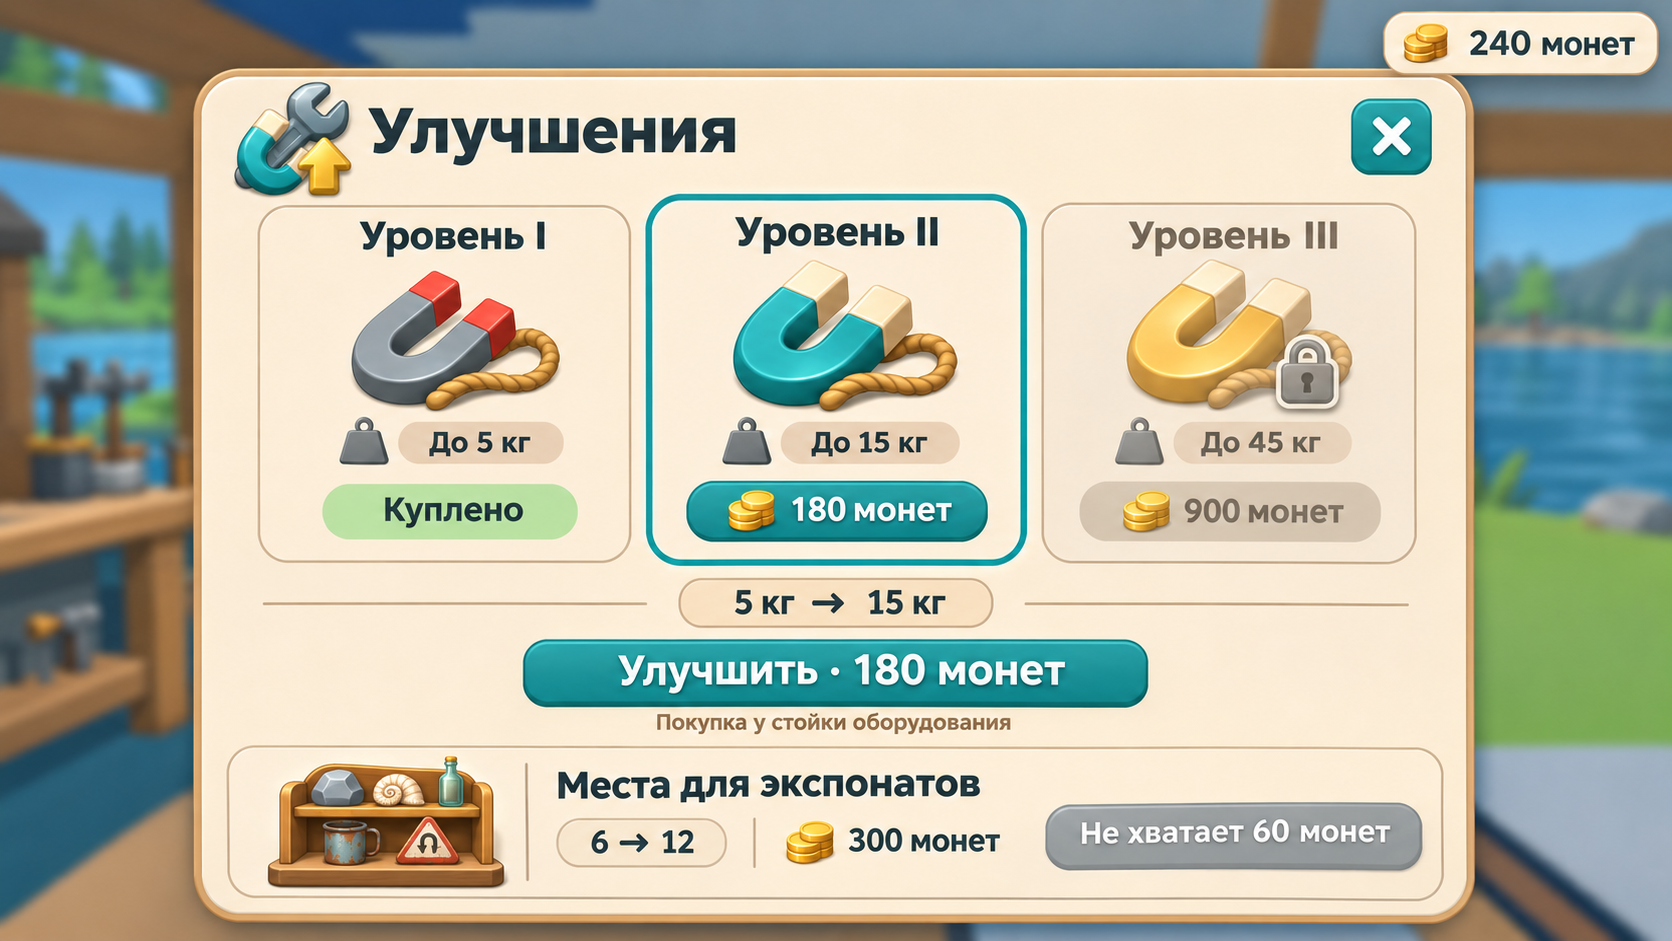 240 монет
Улучшения
Уровень I
До 5 кг
Куплено
Уровень II
До 15 кг
180 монет
Уровень III
До 45 кг
900 монет
5 кг → 15 кг
Улучшить · 180 монет
Покупка у стойки оборудования
Места для экспонатов
6 → 12
300 монет
Не хватает 60 монет